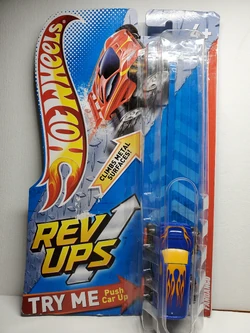 HOT WHEELS
CLIMBS METAL
SURFACES!
REV
UPS
TRY ME
Push
Car Up